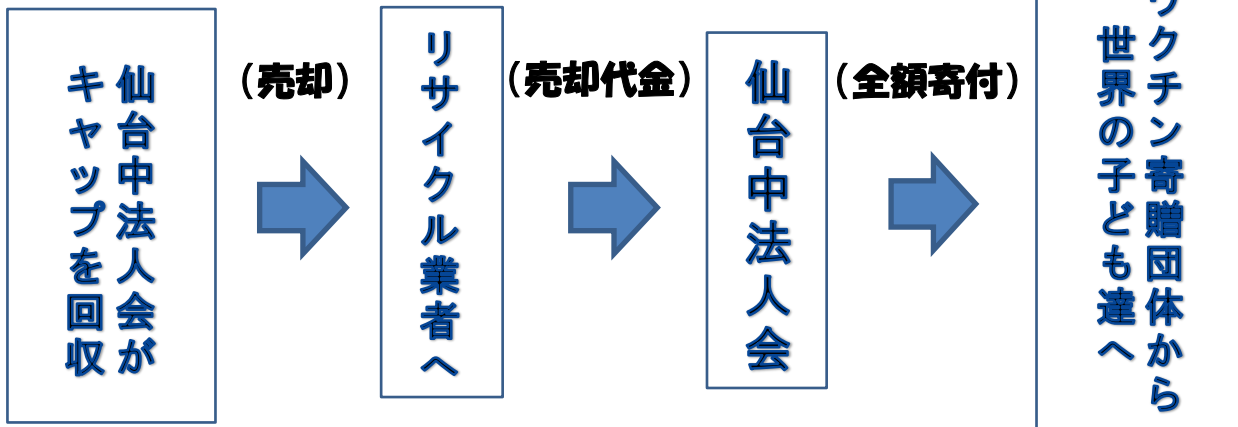 仙台中法人会が
キャップを回収
（売却）
リサイクル業者へ
（売却代金）
仙台中法人会
（全額寄付）
ワクチン寄贈団体から
世界の子ども達へ